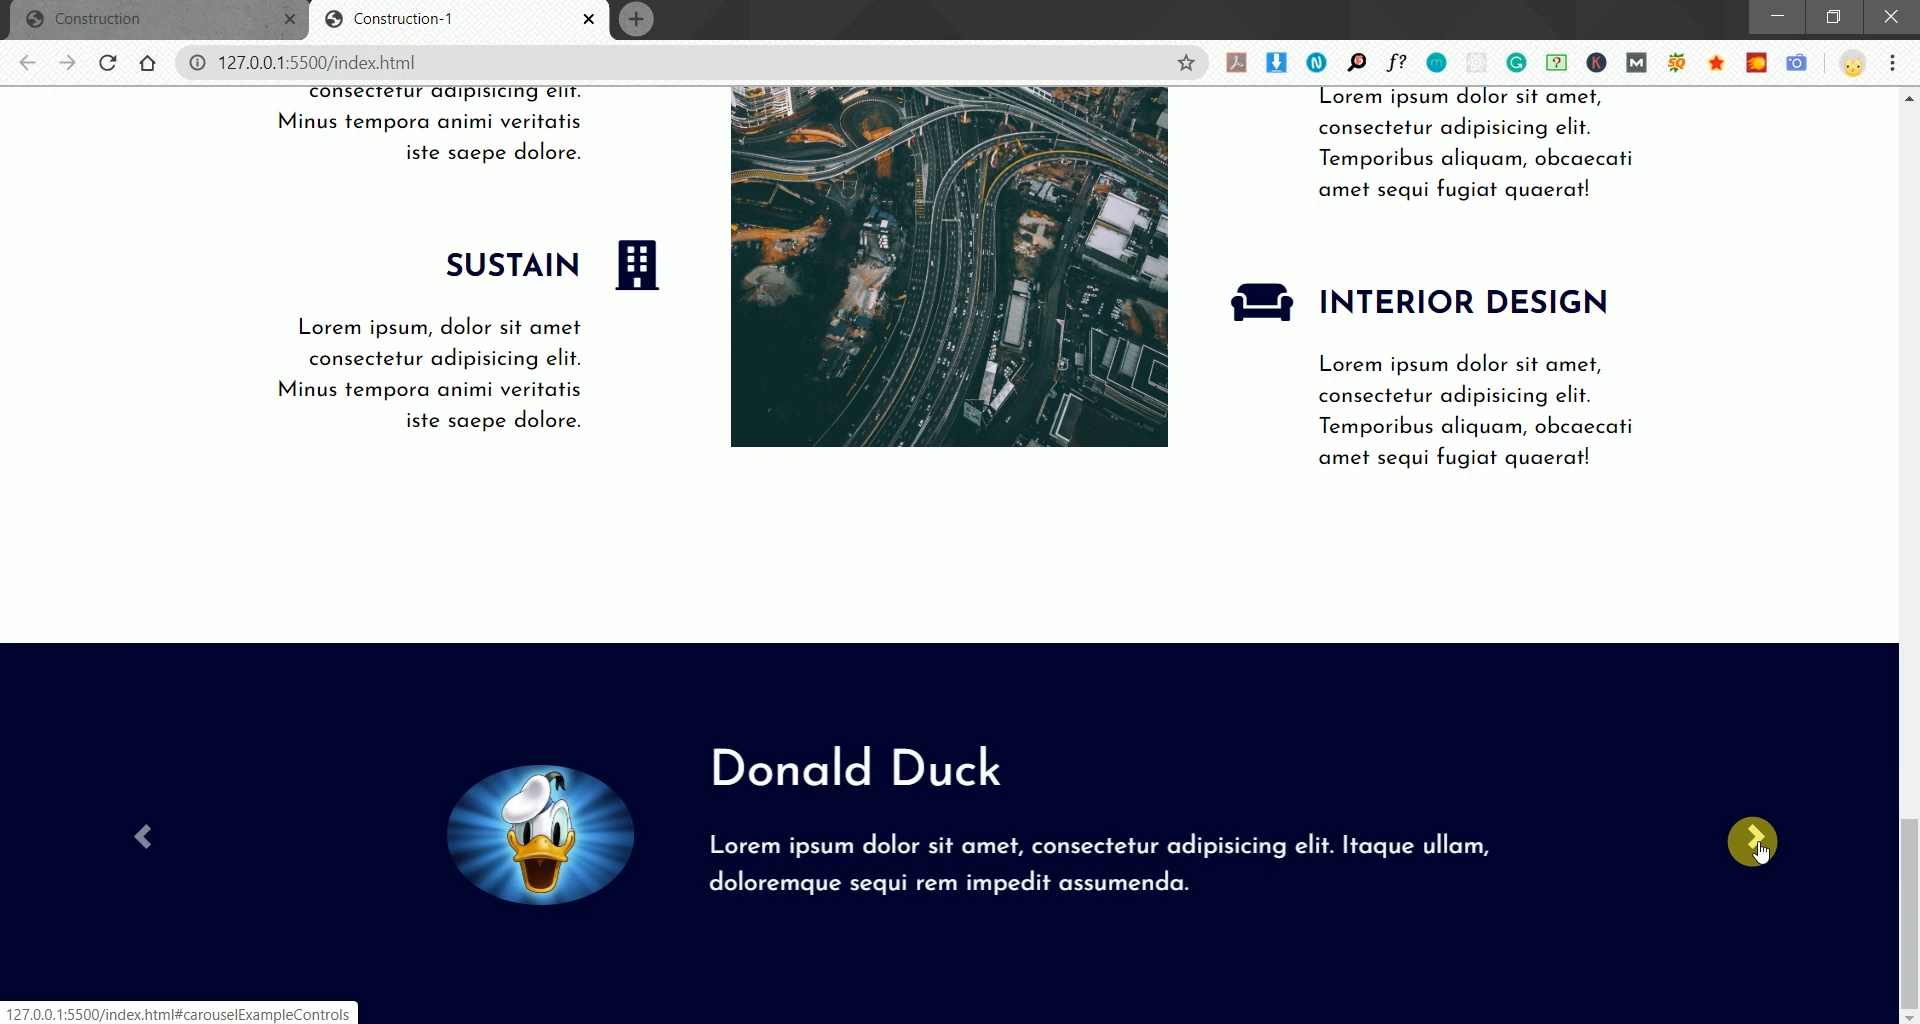 Construction
Construction-1
127.0.0.1:5500/index.html
consectetur adipisicing elit.
Minus tempora animi veritatis
iste saepe dolore.
SUSTAIN
Lorem ipsum, dolor sit amet
consectetur adipisicing elit.
Minus tempora animi veritatis
iste saepe dolore.
Lorem ipsum dolor sit amet,
consectetur adipisicing elit.
Temporibus aliquam, obcaecati
amet sequi fugiat quaerat!
INTERIOR DESIGN
Lorem ipsum dolor sit amet,
consectetur adipisicing elit.
Temporibus aliquam, obcaecati
amet sequi fugiat quaerat!
Donald Duck
Lorem ipsum dolor sit amet, consectetur adipisicing elit. Itaque ullam,
doloremque sequi rem impedit assumenda.
127.0.0.1:5500/index.html#carouselExampleControls